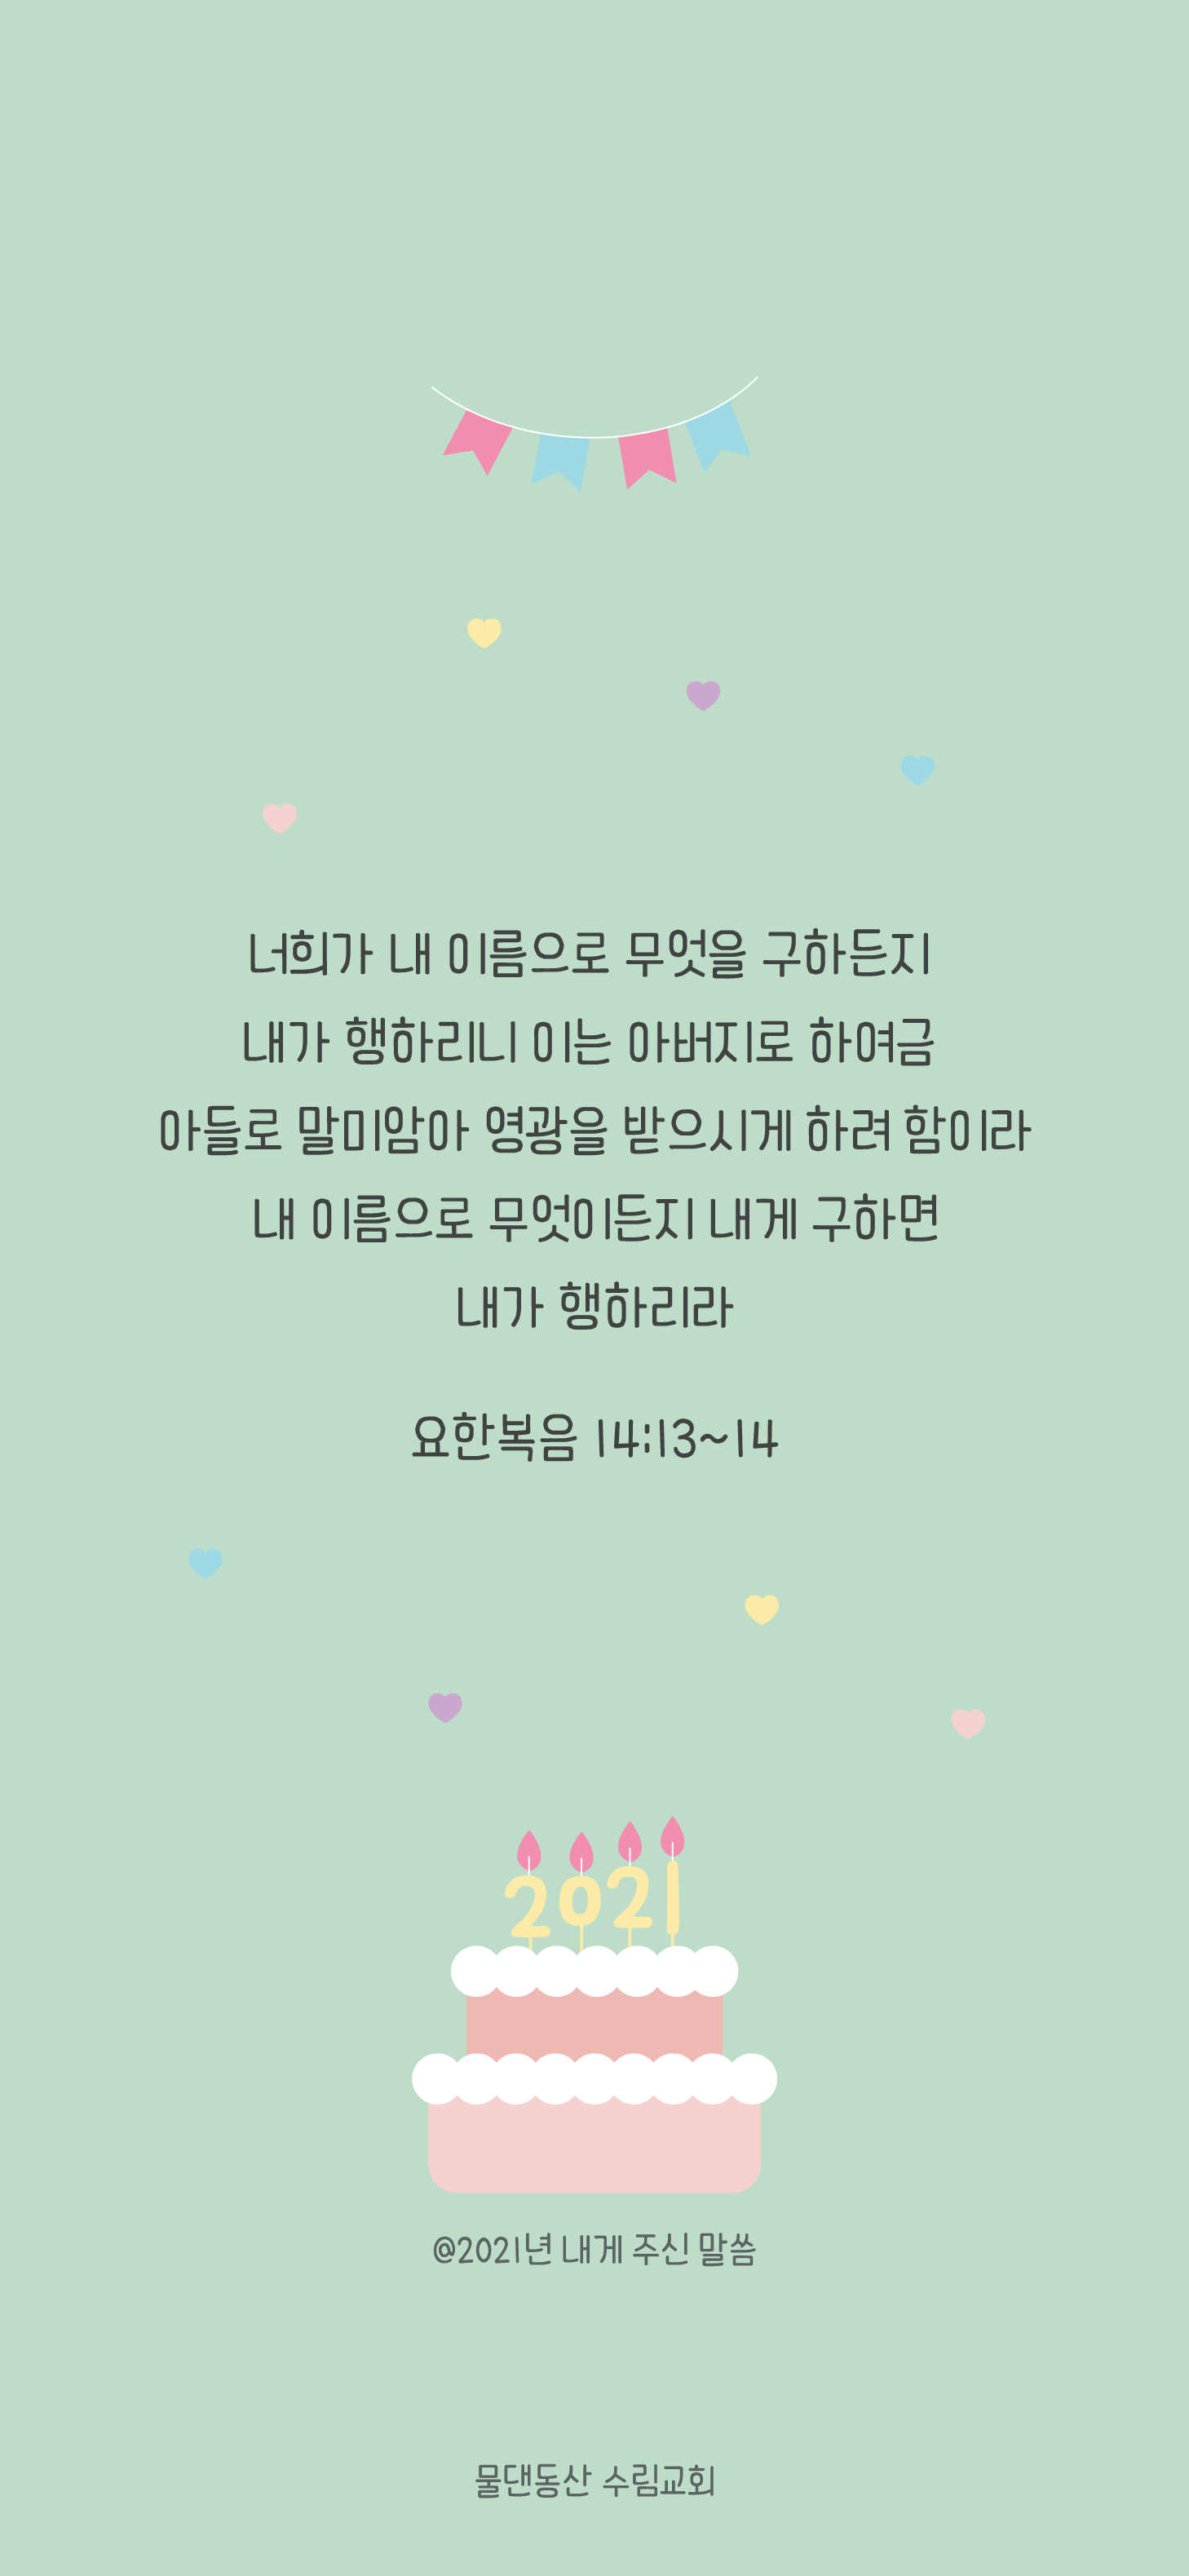 너희가 내 이름으로 무엇을 구하든지
내가 행하리니 이는 아버지로 하여금
아들로 말미암아 영광을 받으시게 하려 함이라
내 이름으로 무엇이든지 내게 구하면
내가 행하리라
요한복음 14:13~14
2021
@2021년 내게 주신 말씀
물댄동산 수림교회